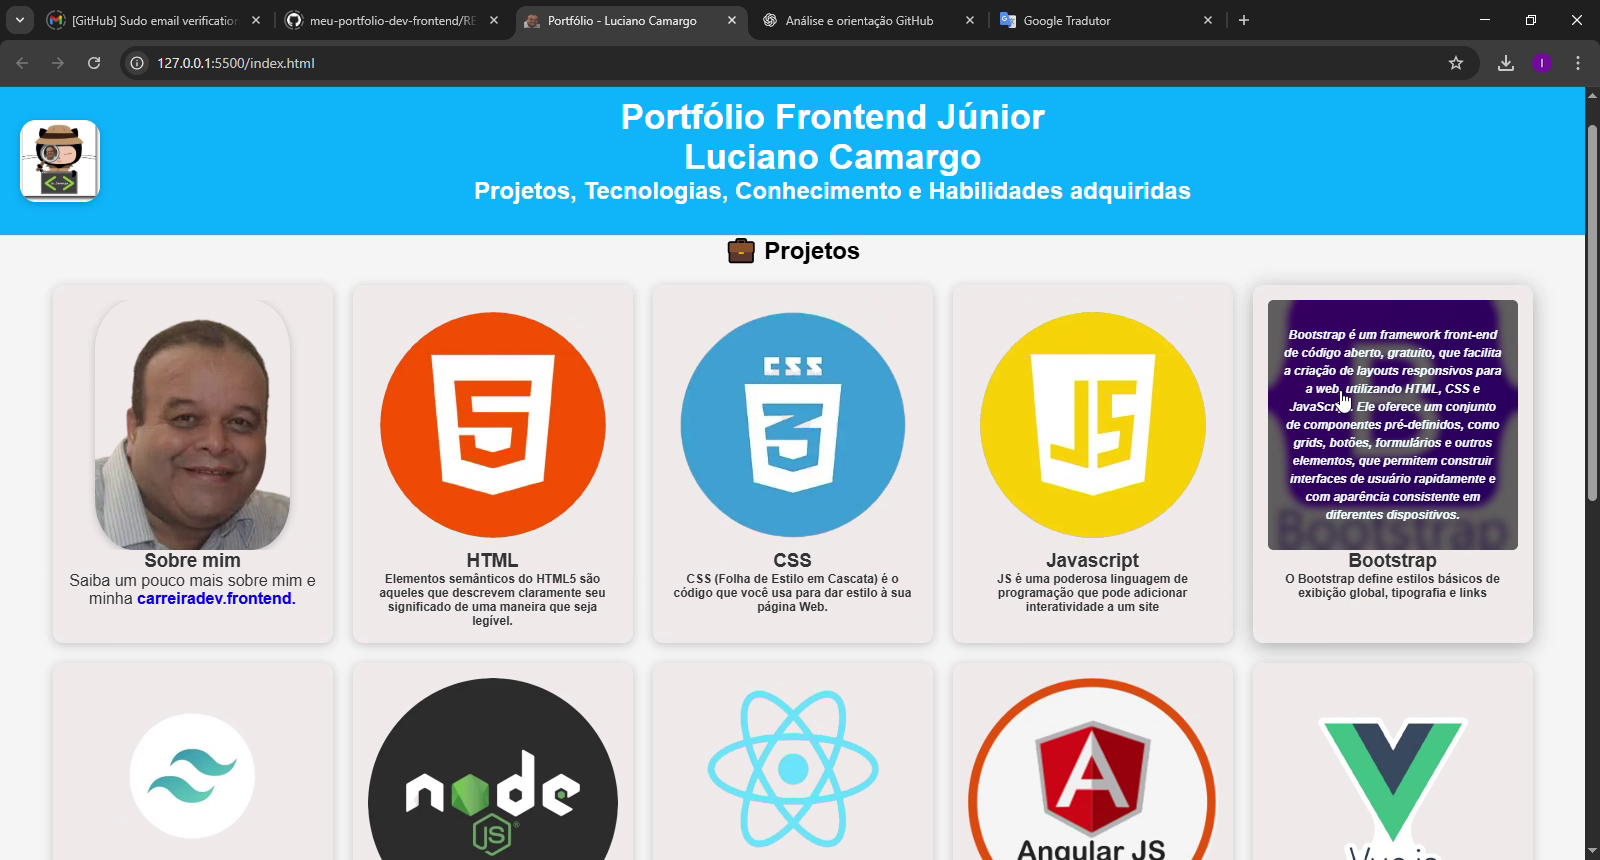 [GitHub] Sudo email verification
meu-portfolio-dev-frontend/RE
Portfólio - Luciano Camargo
Análise e orientação GitHub
Google Tradutor
127.0.0.1:5500/index.html
I
Portfólio Frontend Júnior
Luciano Camargo
Projetos, Tecnologias, Conhecimento e Habilidades adquiridas
Projetos
Sobre mim
Saiba um pouco mais sobre mim e
minha carreiradev.frontend.
5
HTML
Elementos semânticos do HTML5 são
aqueles que descrevem claramente seu
significado de uma maneira que seja
legível.
CSS
3
CSS
CSS (Folha de Estilo em Cascata) é o
código que você usa para dar estilo à sua
página Web.
JS
Javascript
JS é uma poderosa linguagem de
programação que pode adicionar
interatividade a um site
Bootstrap é um framework front-end
de código aberto, gratuito, que facilita
a criação de layouts responsivos para
a web, utilizando HTML, CSS e
JavaScript. Ele oferece um conjunto
de componentes pré-definidos, como
grids, botões, formulários e outros
elementos, que permitem construir
interfaces de usuário rapidamente e
com aparência consistente em
diferentes dispositivos.
Bootstrap
Bootstrap
O Bootstrap define estilos básicos de
exibição global, tipografia e links
node
JS
A
Angular JS
Vue.js